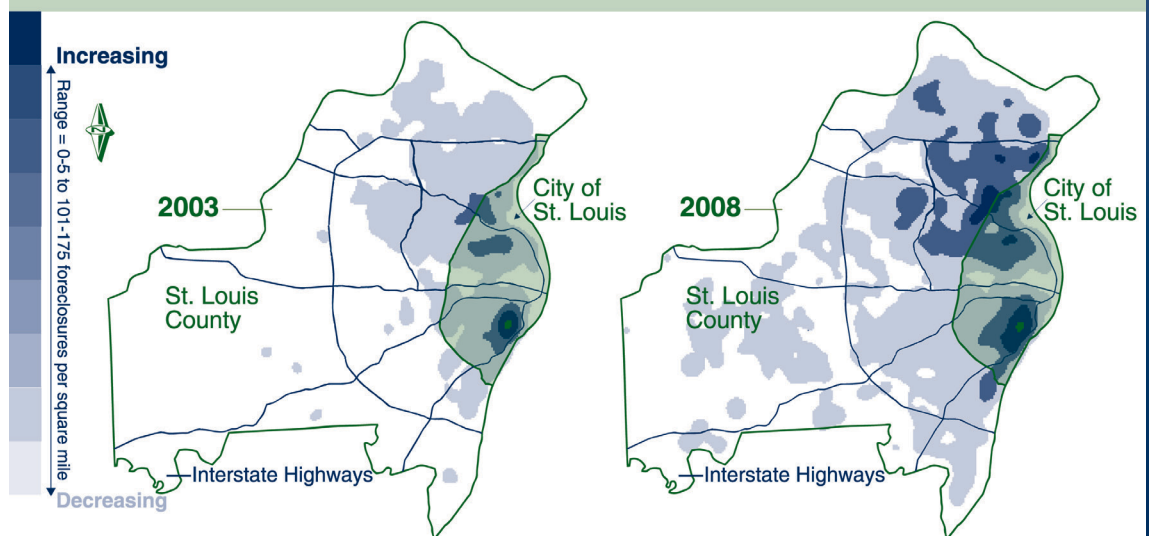 Increasing
Range = 0-5 to 101-175 foreclosures per square mile
Decreasing
N
2003
City of
St. Louis
St. Louis
County
Interstate Highways
2008
City of
St. Louis
St. Louis
County
Interstate Highways